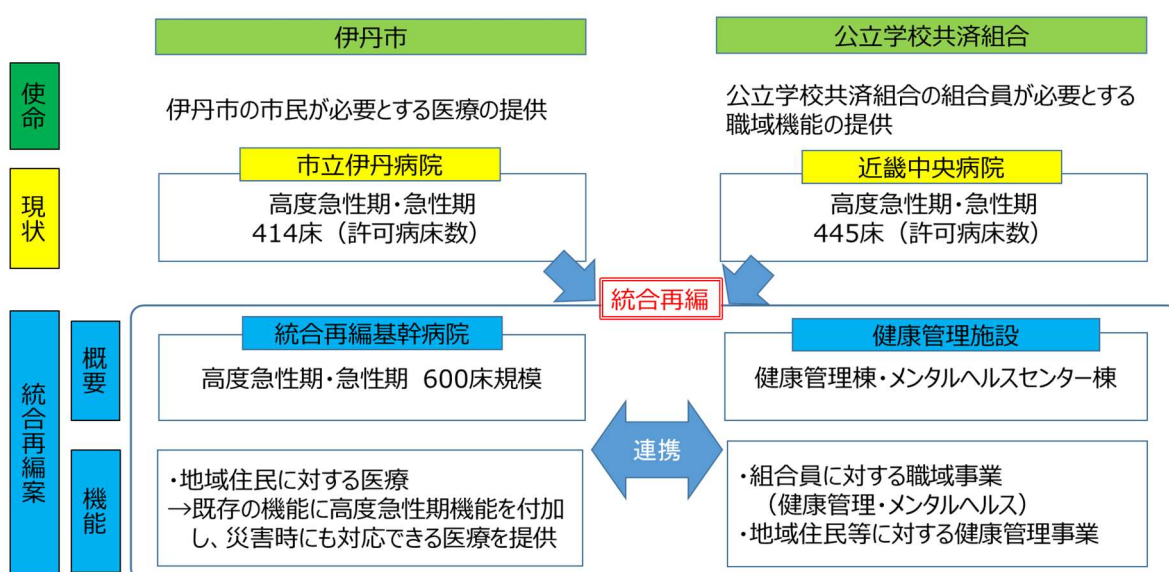 伊丹市
公立学校共済組合
使命
伊丹市の市民が必要とする医療の提供
公立学校共済組合の組合員が必要とする
職域機能の提供
現状
市立伊丹病院
高度急性期・急性期
414床（許可病床数）
近畿中央病院
高度急性期・急性期
445床（許可病床数）
統合再編
統合再編案
概要
統合再編基幹病院
高度急性期・急性期 600床規模
健康管理施設
健康管理棟・メンタルヘルスセンター棟
連携
機能
・地域住民に対する医療
→既存の機能に高度急性期機能を付加
し、災害時にも対応できる医療を提供
・組合員に対する職域事業
（健康管理・メンタルヘルス）
・地域住民等に対する健康管理事業